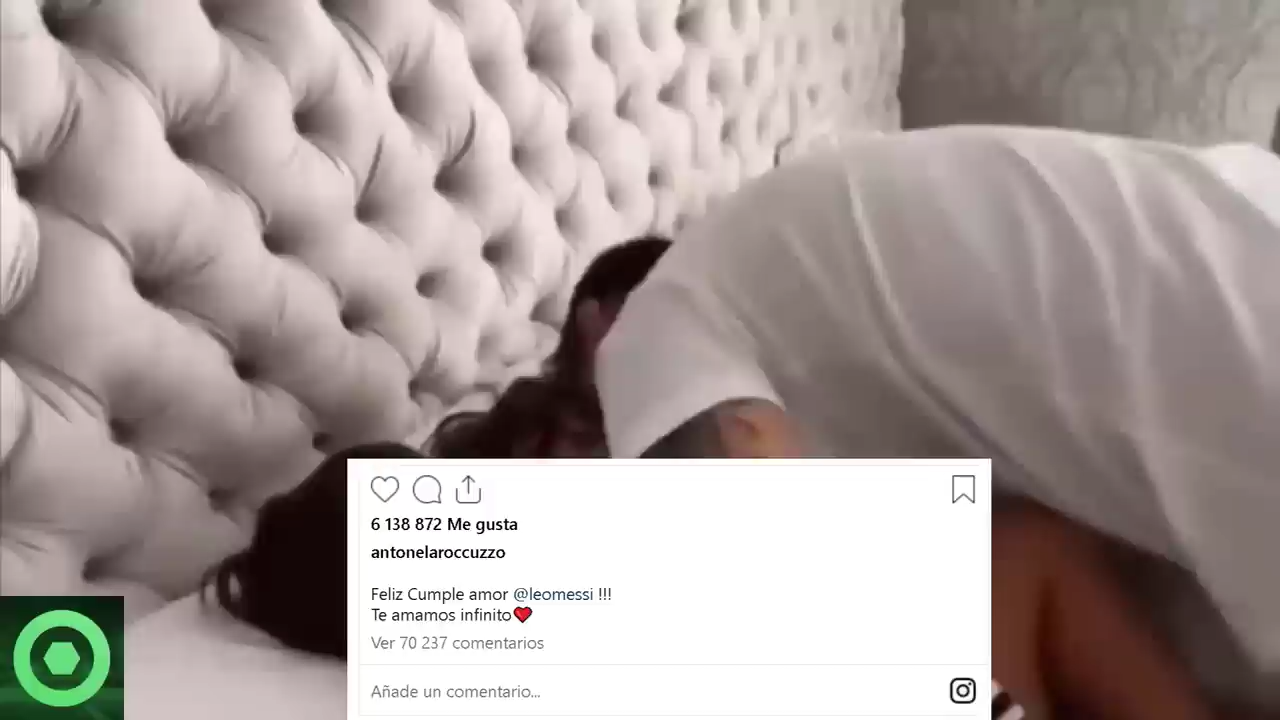 6 138 872 Me gusta
antonelaroccuzzo
Feliz Cumple amor @leomessi !!!
Te amamos infinito❤️
Ver 70 237 comentarios
Añade un comentario...